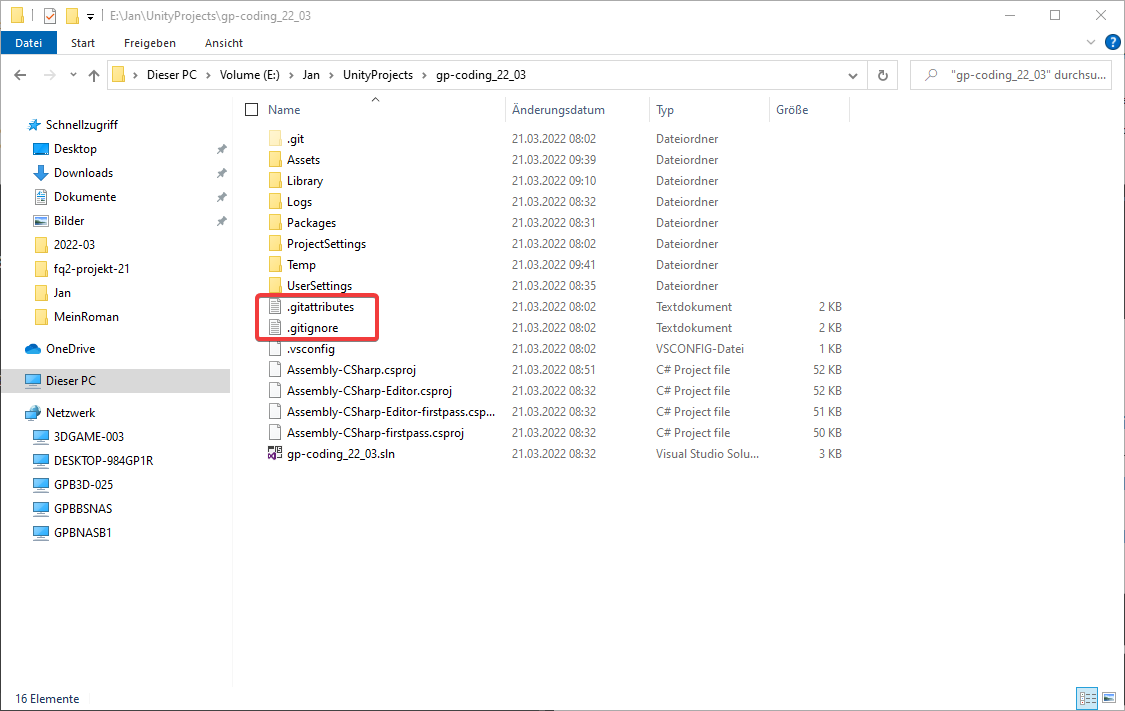 E:\Jan\UnityProjects\gp-coding_22_03
Datei Start Freigeben Ansicht
Dieser PC Volume (E:) Jan UnityProjects gp-coding_22_03 "gp-coding_22_03" durchsu...
Schnellzugriff
Desktop
Downloads
Dokumente
Bilder
2022-03
fq2-projekt-21
Jan
MeinRoman
OneDrive
Dieser PC
Netzwerk
3DGAME-003
DESKTOP-984GP1R
GPB3D-025
GPBBSNAS
GPBNASB1
Name Änderungsdatum Typ Größe
.git 21.03.2022 08:02 Dateiordner
Assets 21.03.2022 09:39 Dateiordner
Library 21.03.2022 09:10 Dateiordner
Logs 21.03.2022 08:32 Dateiordner
Packages 21.03.2022 08:31 Dateiordner
ProjectSettings 21.03.2022 08:02 Dateiordner
Temp 21.03.2022 09:41 Dateiordner
UserSettings 21.03.2022 08:35 Dateiordner
.gitattributes 21.03.2022 08:02 Textdokument 2 KB
.gitignore 21.03.2022 08:02 Textdokument 2 KB
.vsconfig 21.03.2022 08:02 VSCONFIG-Datei 1 KB
Assembly-CSharp.csproj 21.03.2022 08:51 C# Project file 52 KB
Assembly-CSharp-Editor.csproj 21.03.2022 08:32 C# Project file 52 KB
Assembly-CSharp-Editor-firstpass.csp... 21.03.2022 08:32 C# Project file 51 KB
Assembly-CSharp-firstpass.csproj 21.03.2022 08:32 C# Project file 50 KB
gp-coding_22_03.sln 21.03.2022 08:32 Visual Studio Solu... 3 KB
16 Elemente